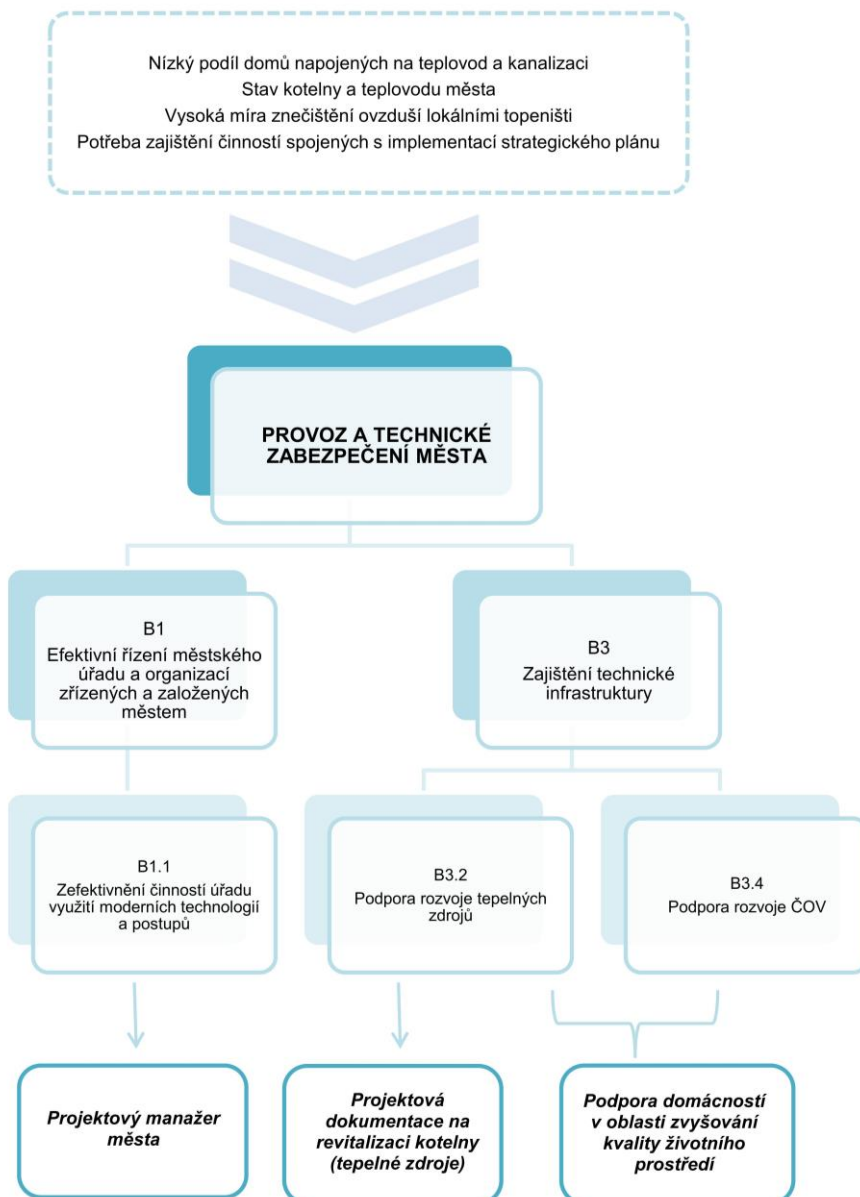 Nízký podíl domů napojených na teplovod a kanalizaci
Stav kotelny a teplovodu města
Vysoká míra znečištění ovzduší lokálními topeništi
Potřeba zajištění činností spojených s implementací strategického plánu
PROVOZ A TECHNICKÉ
ZABEZPEČENÍ MĚSTA
B1
Efektivní řízení městského
úřadu a organizací
zřízených a založených
městem
B3
Zajištění technické
infrastruktury
B1.1
Zefektivnění činností úřadu
využití moderních technologií
a postupů
B3.2
Podpora rozvoje tepelných
zdrojů
B3.4
Podpora rozvoje ČOV
Projektový manažer
města
Projektová
dokumentace na
revitalizaci kotelny
(tepelné zdroje)
Podpora domácností
v oblasti zvyšování
kvality životního
prostředí